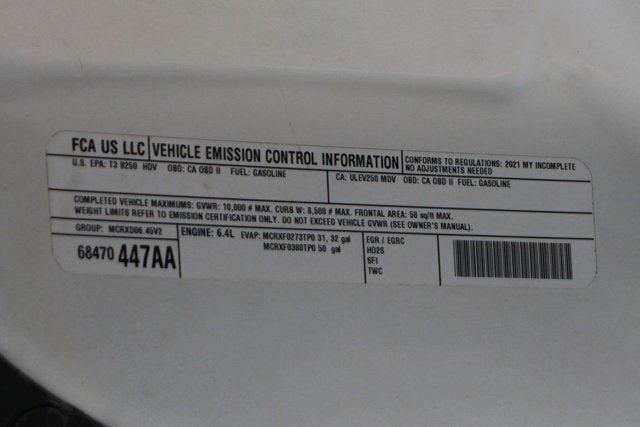 FCA US LLC VEHICLE EMISSION CONTROL INFORMATION CONFORMS TO REGULATIONS: 2021 MY INCOMPLETE
NO ADJUSTMENTS NEEDED
U.S. EPA: T3 B250 HDV OBD: CA OBD II FUEL: GASOLINE
CA: ULEV250 MDV OBD: CA OBD II FUEL: GASOLINE
COMPLETED VEHICLE MAXIMUMS: GVWR: 10,000 # MAX. CURB W: 8,500 # MAX. FRONTAL AREA: 58 sq/ft MAX.
WEIGHT LIMITS REFER TO EMISSION CERTIFICATION ONLY. DO NOT EXCEED VEHICLE GVWR (SEE OWNER'S MANUAL).
GROUP: MCRXD06.45V2
68470 447AA
ENGINE: 6.4L EVAP: MCRXF0273TP0 31, 32 gal
MCRXF0380TP0 50 gal
EGR / EGRC
HO2S
SFI
TWC